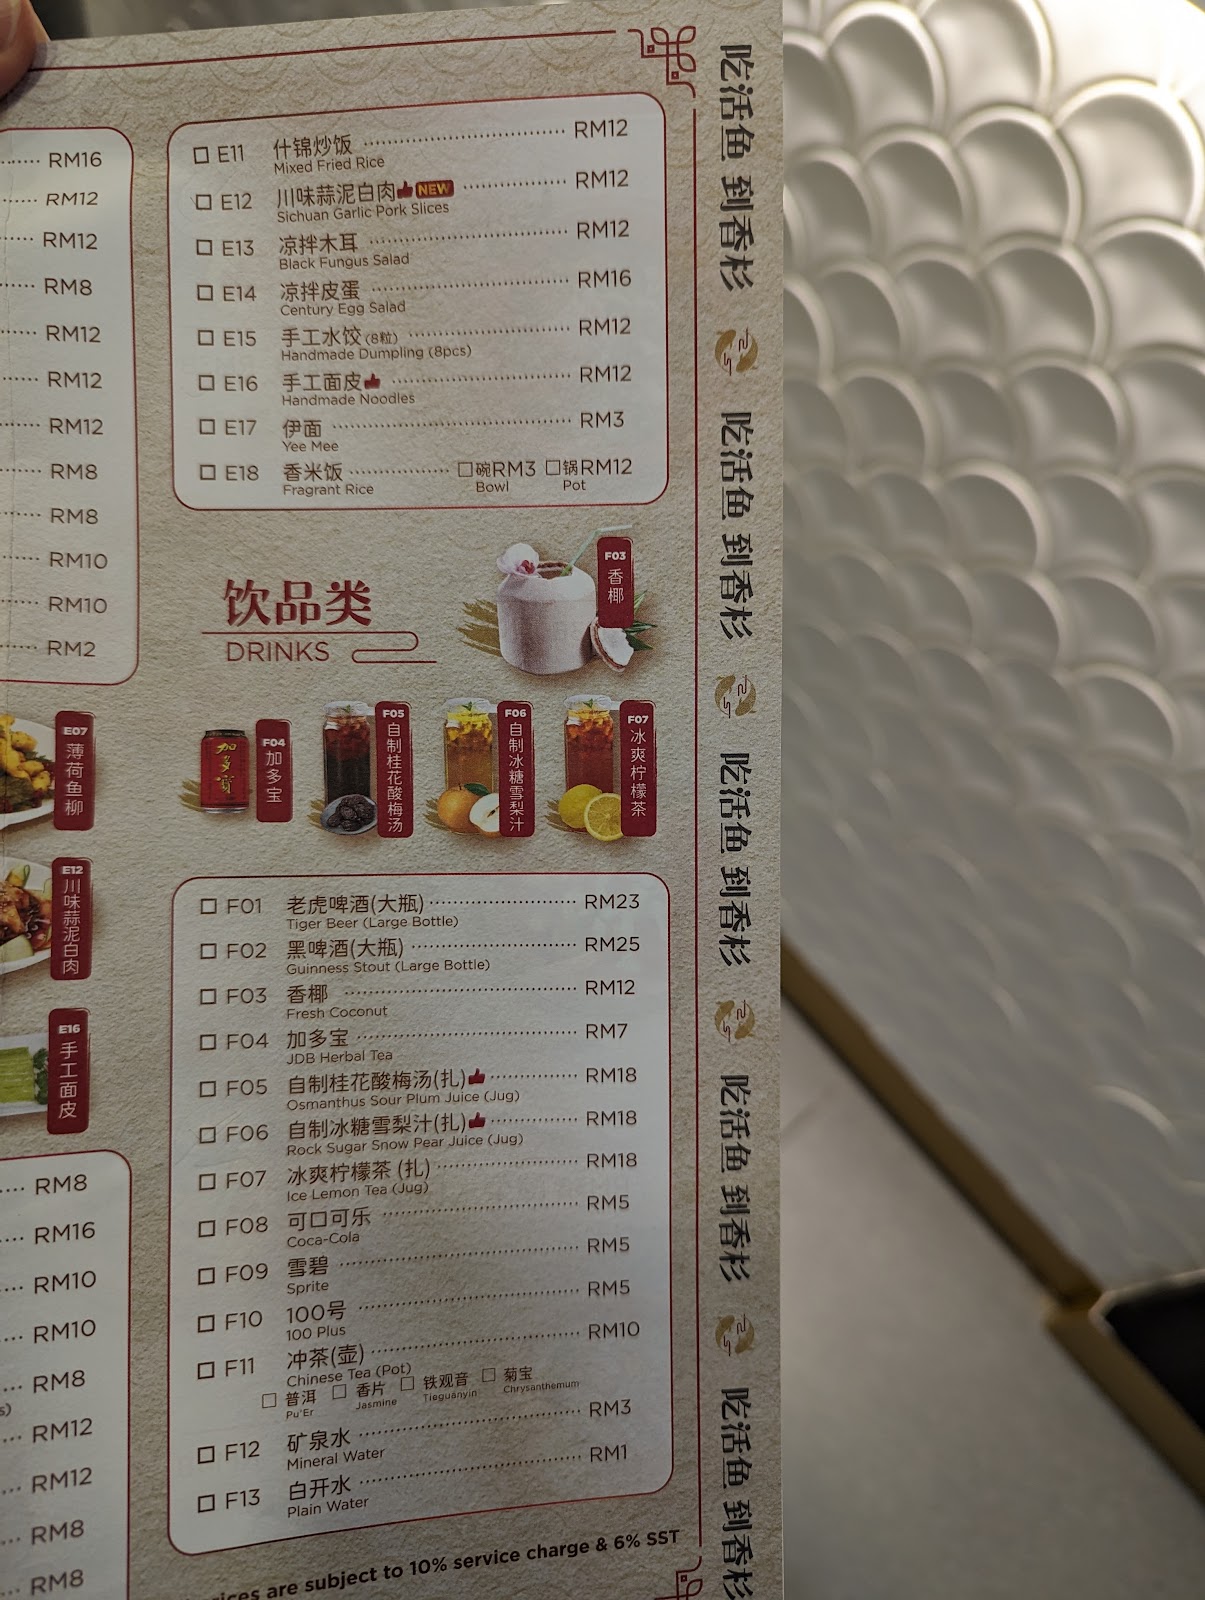 RM16
RM12
RM12
RM8
RM12
RM12
RM12
RM8
RM8
RM10
RM10
RM2
E07 薄荷鱼柳
E12 川味蒜泥白肉
E16 手工面皮
RM8
RM16
RM10
RM10
RM8
s)
RM12
RM12
RM8
RM8
E11 什锦炒饭 RM12
Mixed Fried Rice
E12 川味蒜泥白肉 NEW RM12
Sichuan Garlic Pork Slices
E13 凉拌木耳 RM12
Black Fungus Salad
E14 凉拌皮蛋 RM16
Century Egg Salad
E15 手工水饺 (8粒) RM12
Handmade Dumpling (8pcs)
E16 手工面皮 RM12
Handmade Noodles
E17 伊面 RM3
Yee Mee
E18 香米饭 碗RM3 锅RM12
Fragrant Rice Bowl Pot
饮品类
DRINKS
F03 香椰
F04 加多宝
加多寶
F05 自制桂花酸梅汤
F06 自制冰糖雪梨汁
F07 冰爽柠檬茶
F01 老虎啤酒(大瓶) RM23
Tiger Beer (Large Bottle)
F02 黑啤酒(大瓶) RM25
Guinness Stout (Large Bottle)
F03 香椰 RM12
Fresh Coconut
F04 加多宝 RM7
JDB Herbal Tea
F05 自制桂花酸梅汤(扎) RM18
Osmanthus Sour Plum Juice (Jug)
F06 自制冰糖雪梨汁(扎) RM18
Rock Sugar Snow Pear Juice (Jug)
F07 冰爽柠檬茶 (扎) RM18
Ice Lemon Tea (Jug)
F08 可口可乐 RM5
Coca-Cola
F09 雪碧 RM5
Sprite
F10 100号 RM5
100 Plus
F11 冲茶(壶) RM10
Chinese Tea (Pot)
普洱 香片 铁观音 菊宝
Pu'Er Jasmine Tieguanyin Chrysanthemum
F12 矿泉水 RM3
Mineral Water
F13 白开水 RM1
Plain Water
rices are subject to 10% service charge & 6% SST
吃活鱼 到香杉
吃活鱼 到香杉
吃活鱼 到香杉
吃活鱼 到香杉
吃活鱼 到香杉